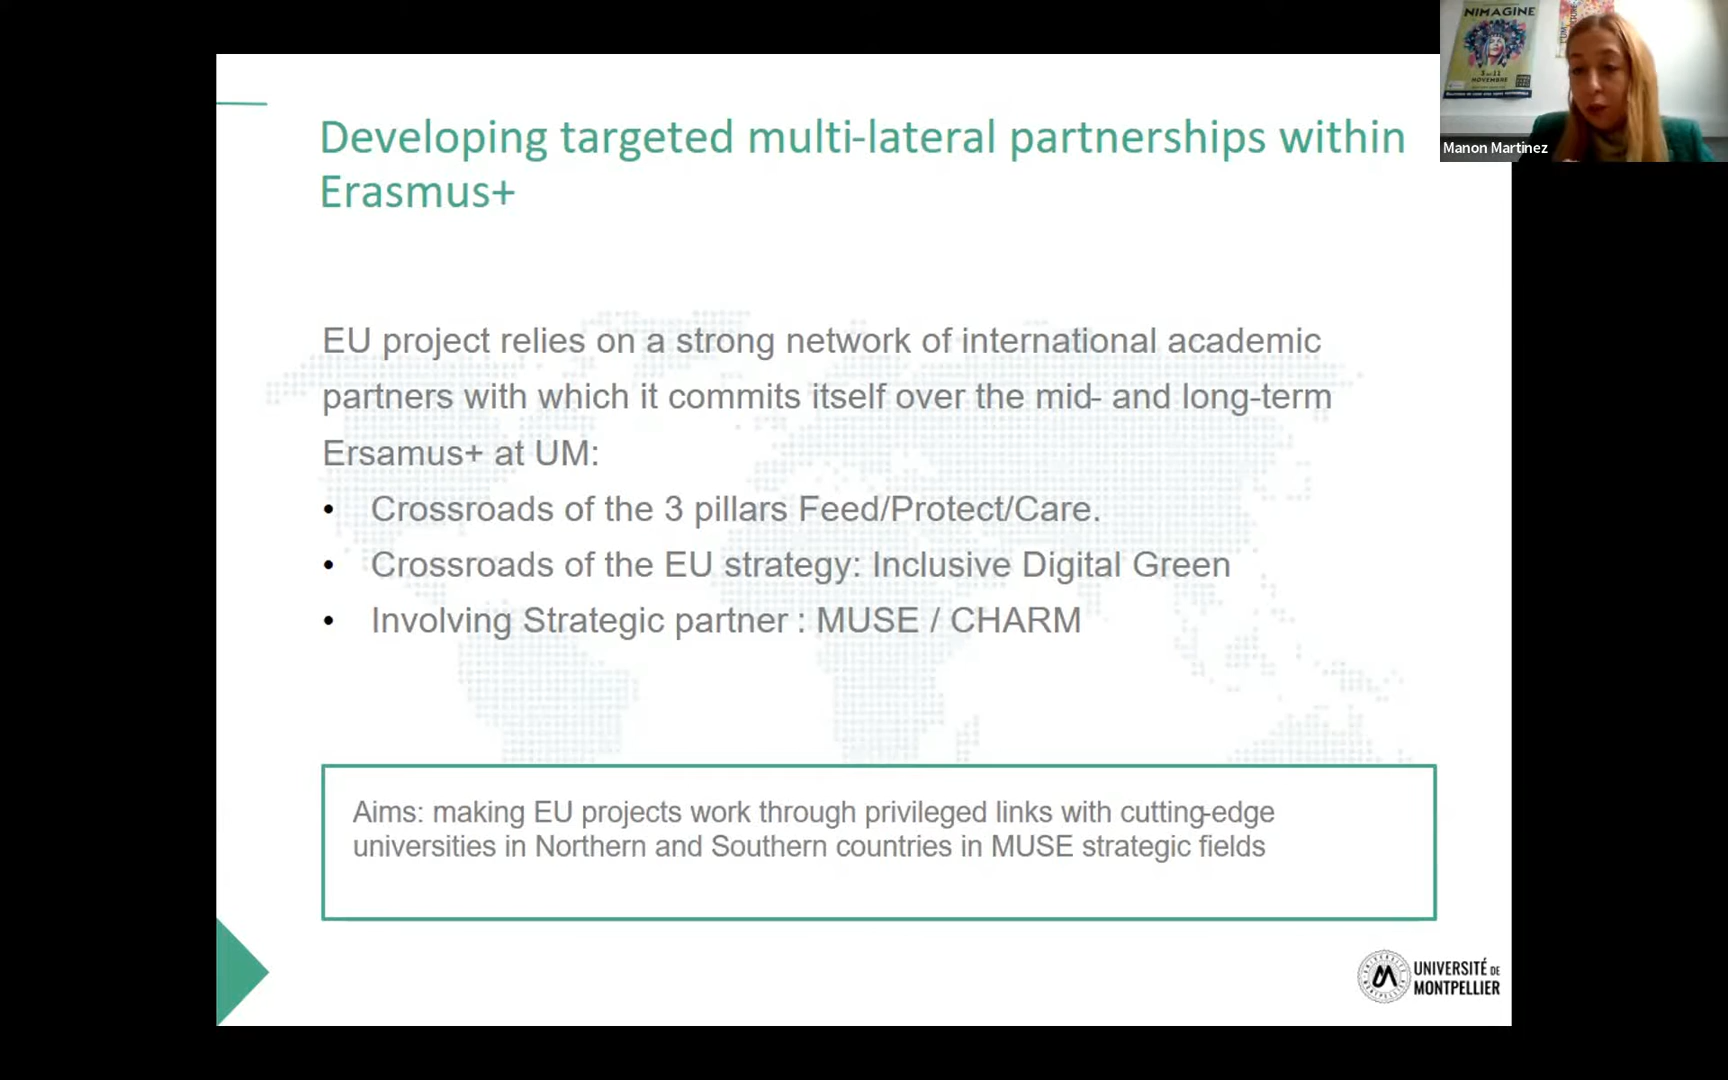 Developing targeted multi-lateral partnerships within
Erasmus+
EU project relies on a strong network of international academic
partners with which it commits itself over the mid- and long-term
Ersamus+ at UM:
• Crossroads of the 3 pillars Feed/Protect/Care.
• Crossroads of the EU strategy: Inclusive Digital Green
• Involving Strategic partner : MUSE / CHARM
Aims: making EU projects work through privileged links with cutting-edge
universities in Northern and Southern countries in MUSE strategic fields
UNIVERSITÉ DE
MONTPELLIER
NIMAGINE
NOVEMBRE
Manon Martinez